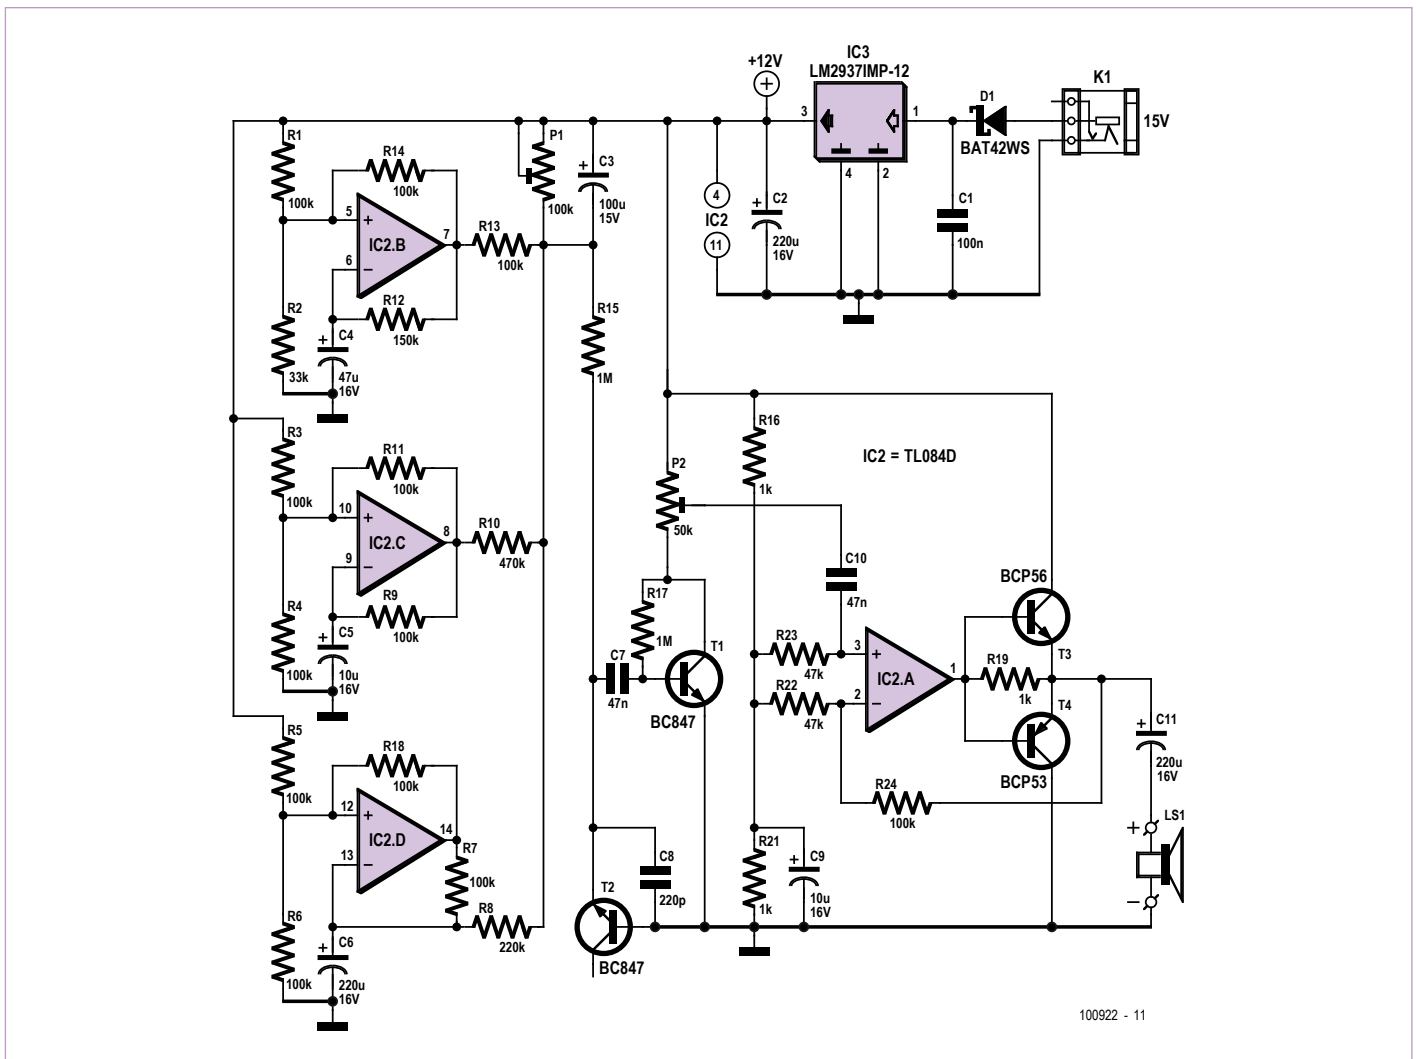 IC3
LM2937IMP-12
+12V
3
1
4
2
D1
BAT42WS
K1
15V
R1
100k
R14
100k
P1
100k
+
C3
100u
15V
4
IC2
11
+
C2
220u
16V
C1
100n
5
+
IC2.B
7
6
−
R13
100k
R2
33k
R12
150k
+
C4
47u
16V
R15
1M
R3
100k
R11
100k
10
+
IC2.C
8
9
−
R10
470k
R4
100k
R9
100k
+
C5
10u
16V
P2
50k
R16
1k
IC2 = TL084D
C10
47n
R17
1M
C7
47n
T1
BC847
R23
47k
R22
47k
3
+
IC2.A
1
2
−
R19
1k
BCP56
T3
T4
BCP53
R24
100k
+
C11
220u
16V
LS1
+
−
R5
100k
R18
100k
12
+
IC2.D
14
13
−
R7
100k
R8
220k
R6
100k
+
C6
220u
16V
T2
BC847
C8
220p
R21
1k
+
C9
10u
16V
100922 - 11